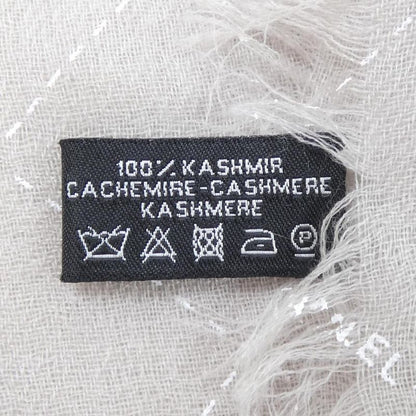 100% KASHMIR
CACHEMIRE-CASHMERE
KASHMERE
P